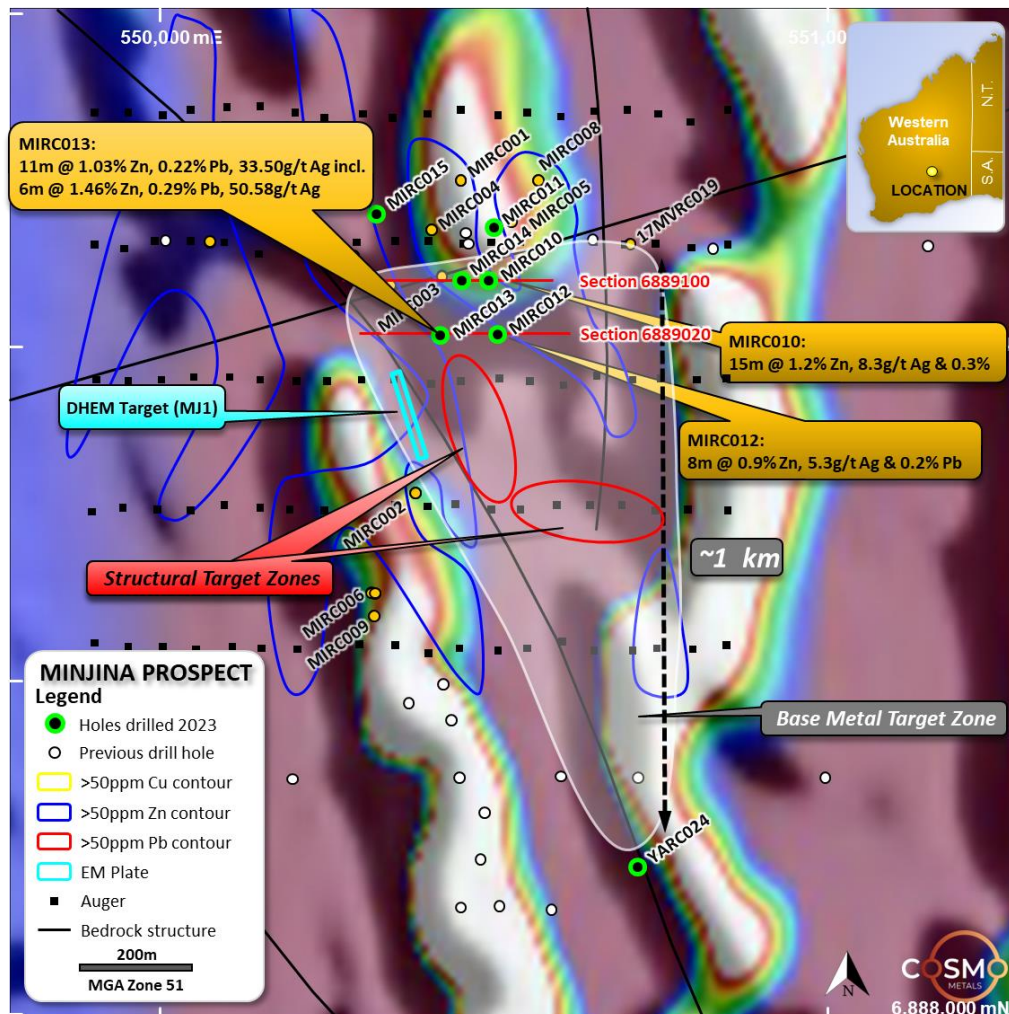 550,000 mE
551,00
Western
Australia
N.T.
S.A.
LOCATION
MIRC013:
11m @ 1.03% Zn, 0.22% Pb, 33.50g/t Ag incl.
6m @ 1.46% Zn, 0.29% Pb, 50.58g/t Ag
MIRC001
MIRC008
MIRC015
MIRC004
MIRC011
MIRC005
17MVRC019
MIRC014
MIRC010
Section 6889100
MIRC003
MIRC013
MIRC012
Section 6889020
MIRC010:
15m @ 1.2% Zn, 8.3g/t Ag & 0.3%
DHEM Target (MJ1)
MIRC012:
8m @ 0.9% Zn, 5.3g/t Ag & 0.2% Pb
MIRC002
~1 km
Structural Target Zones
MIRC006
MIRC009
MINJINA PROSPECT
Legend
Holes drilled 2023
Previous drill hole
>50ppm Cu contour
>50ppm Zn contour
>50ppm Pb contour
EM Plate
Auger
Bedrock structure
200m
MGA Zone 51
Base Metal Target Zone
YARC024
N
COSMO
METALS
6,888,000 mN